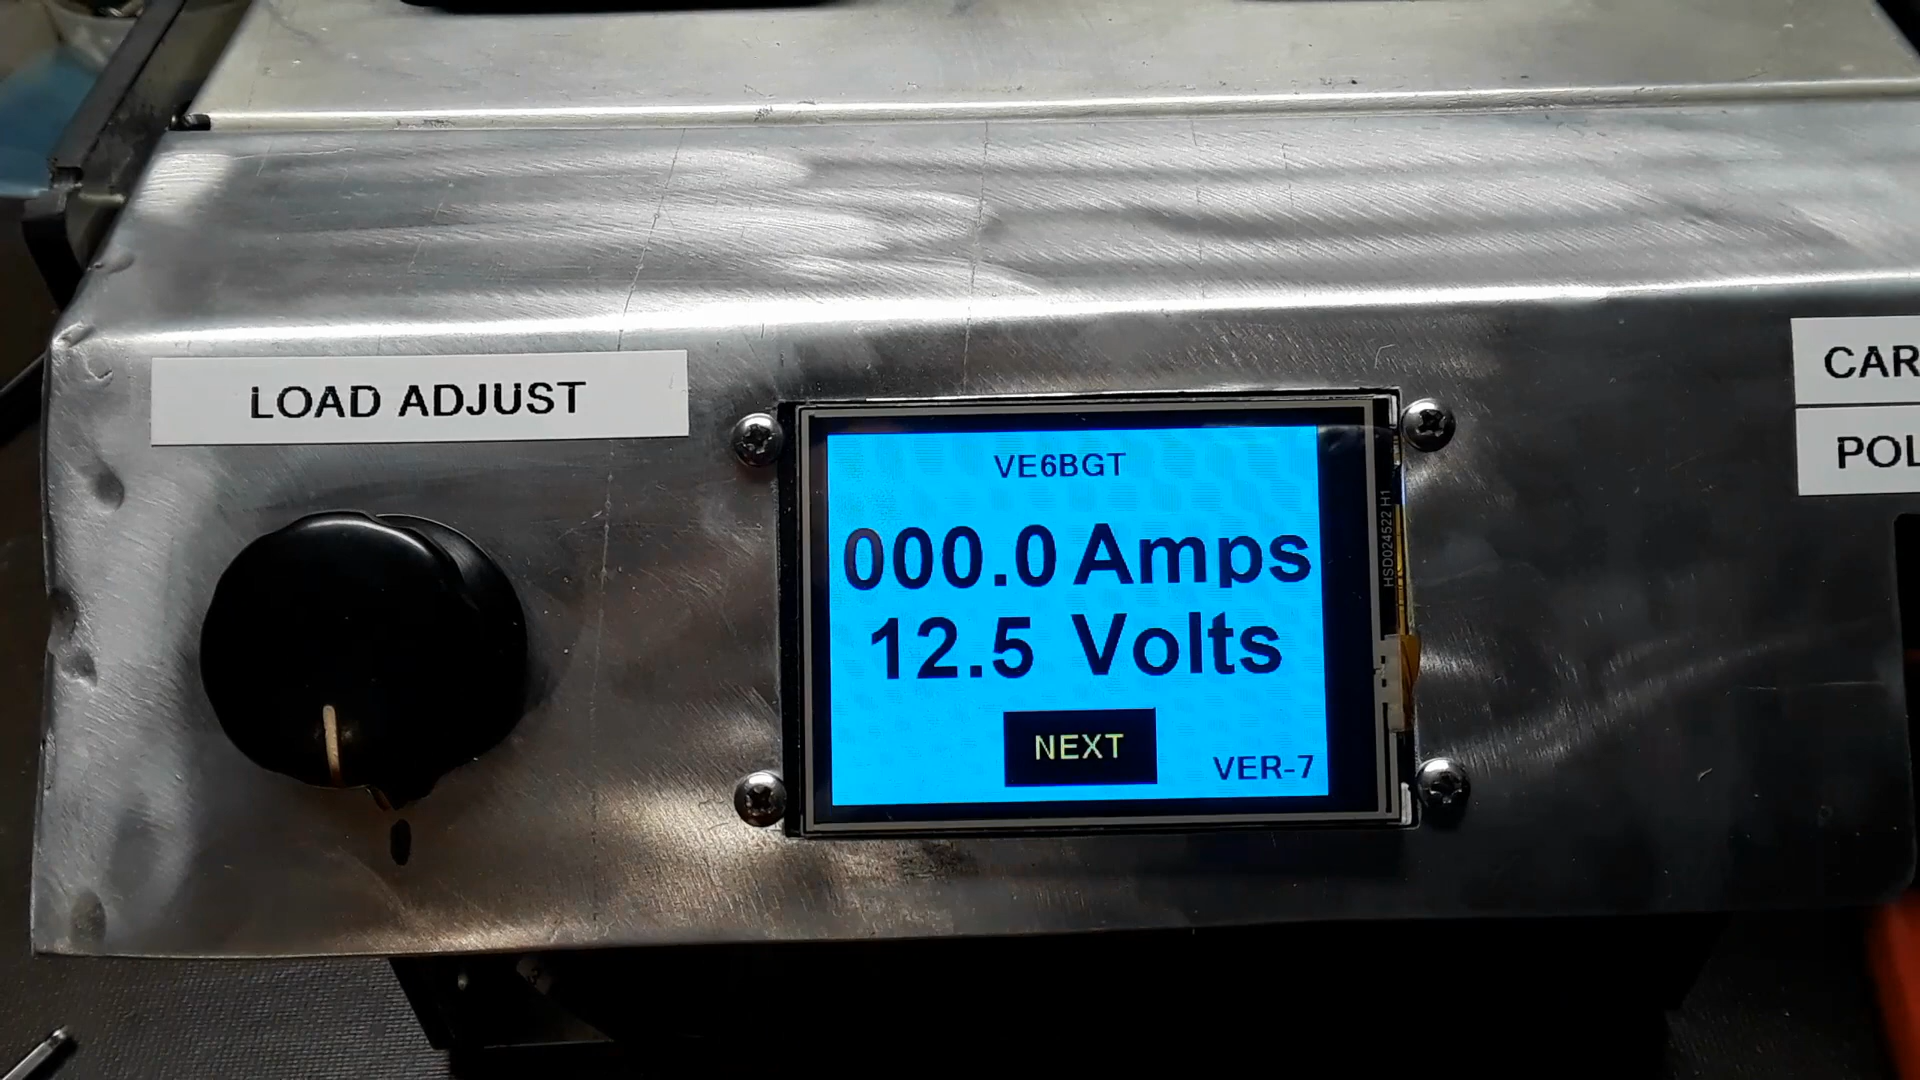 LOAD ADJUST
VE6BGT
000.0 Amps
12.5 Volts
NEXT
VER-7
HSD024522 H1
CAR
POL